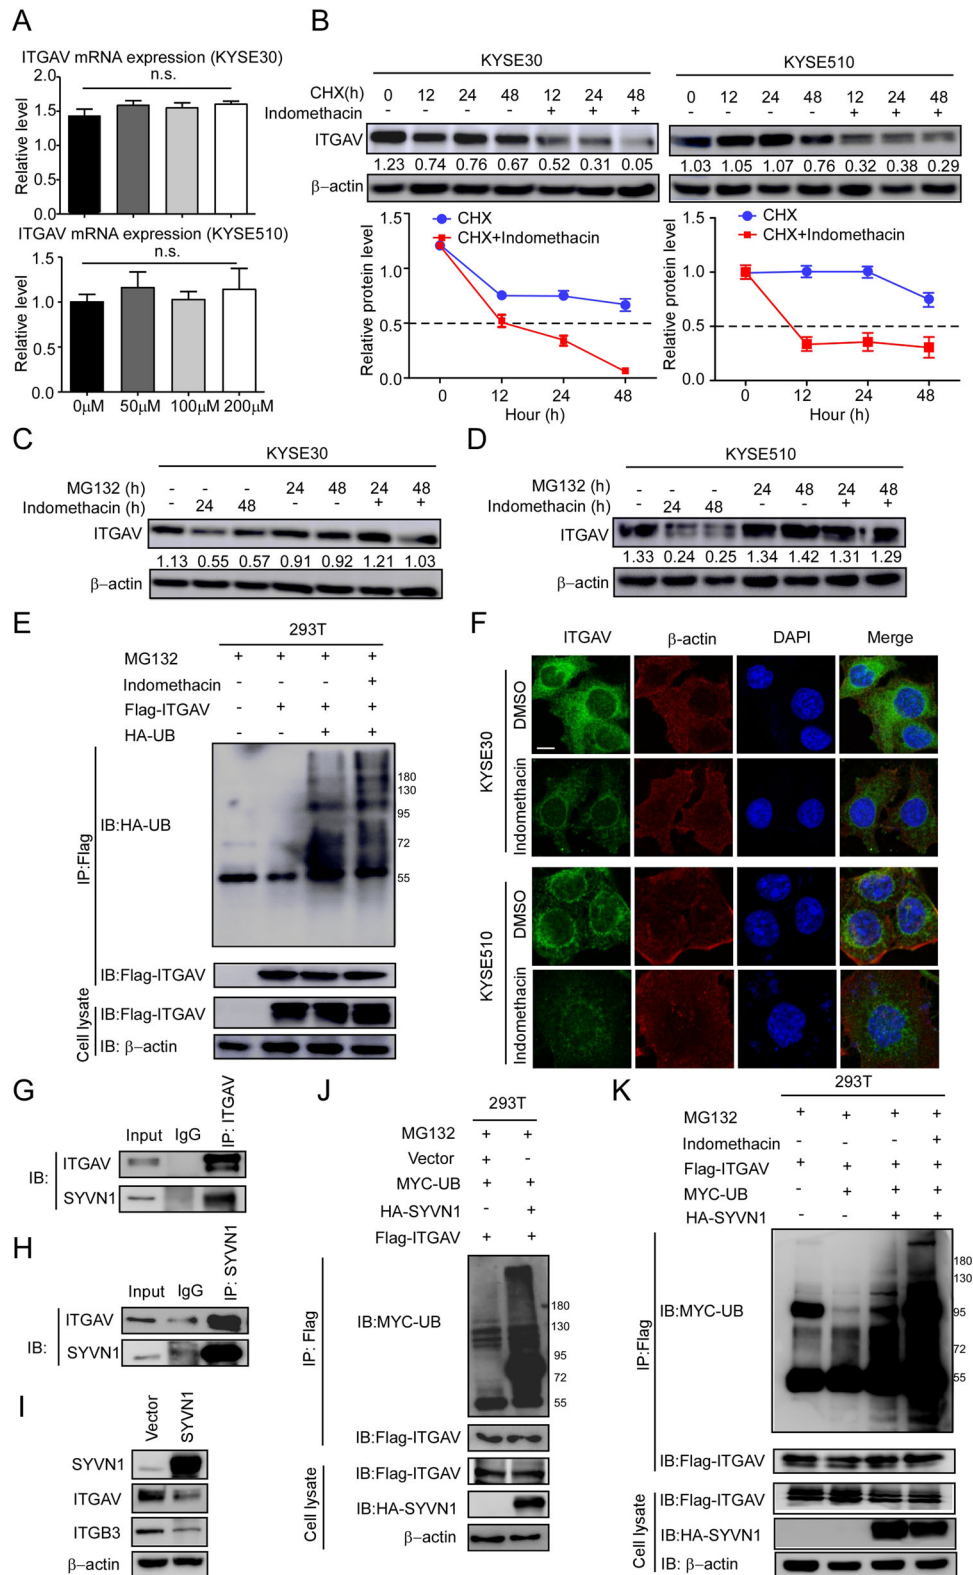 A
ITGAV mRNA expression (KYSE30)
n.s.
Relative level
2.0
1.5
1.0
1.5
0.0
ITGAV mRNA expression (KYSE510)
n.s.
Relative level
1.5
1.0
1.5
0.0
0μM 50μM 100μM 200μM
B
KYSE30
CHX(h) 0 12 24 48 12 24 48
Indomethacin - - - - + + +
ITGAV
1.23 0.74 0.76 0.67 0.52 0.31 0.05
β−actin
KYSE510
0 12 24 48 12 24 48
- - - - + + +
1.03 1.05 1.07 0.76 0.32 0.38 0.29
Relative protein level
1.5
1.0
0.5
0.0
CHX
CHX+Indomethacin
0 12 24 48
Hour (h)
Relative protein level
1.5
1.0
0.5
0.0
CHX
CHX+Indomethacin
0 12 24 48
Hour (h)
C
KYSE30
MG132 (h) - - - 24 48 24 48
Indomethacin (h) - 24 48 - - + +
ITGAV
1.13 0.55 0.57 0.91 0.92 1.21 1.03
β−actin
D
KYSE510
MG132 (h) - - - 24 48 24 48
Indomethacin (h) - 24 48 - - + +
ITGAV
1.33 0.24 0.25 1.34 1.42 1.31 1.29
β−actin
E
293T
MG132 + + + +
Indomethacin - - - +
Flag-ITGAV - + + +
HA-UB - - + +
IP:Flag
IB:HA-UB
180
130
95
72
55
IB:Flag-ITGAV
Cell lysate
IB:Flag-ITGAV
IB: β−actin
F
ITGAV β-actin DAPI Merge
KYSE30
DMSO
Indomethacin
KYSE510
DMSO
Indomethacin
G
Input IgG IP: ITGAV
IB:
ITGAV
SYVN1
H
Input IgG IP: SYVN1
IB:
ITGAV
SYVN1
I
Vector SYVN1
SYVN1
ITGAV
ITGB3
β−actin
J
293T
MG132 + +
Vector + -
MYC-UB + +
HA-SYVN1 - +
Flag-ITGAV + +
IP: Flag
IB:MYC-UB
180
130
95
72
55
IB:Flag-ITGAV
Cell lysate
IB:Flag-ITGAV
IB:HA-SYVN1
β−actin
K
293T
MG132 + + + +
Indomethacin - - - +
Flag-ITGAV + + + +
MYC-UB - + + +
HA-SYVN1 - - + +
IP:Flag
IB:MYC-UB
180
130
95
72
55
IB:Flag-ITGAV
Cell lysate
IB:Flag-ITGAV
IB:HA-SYVN1
IB: β−actin